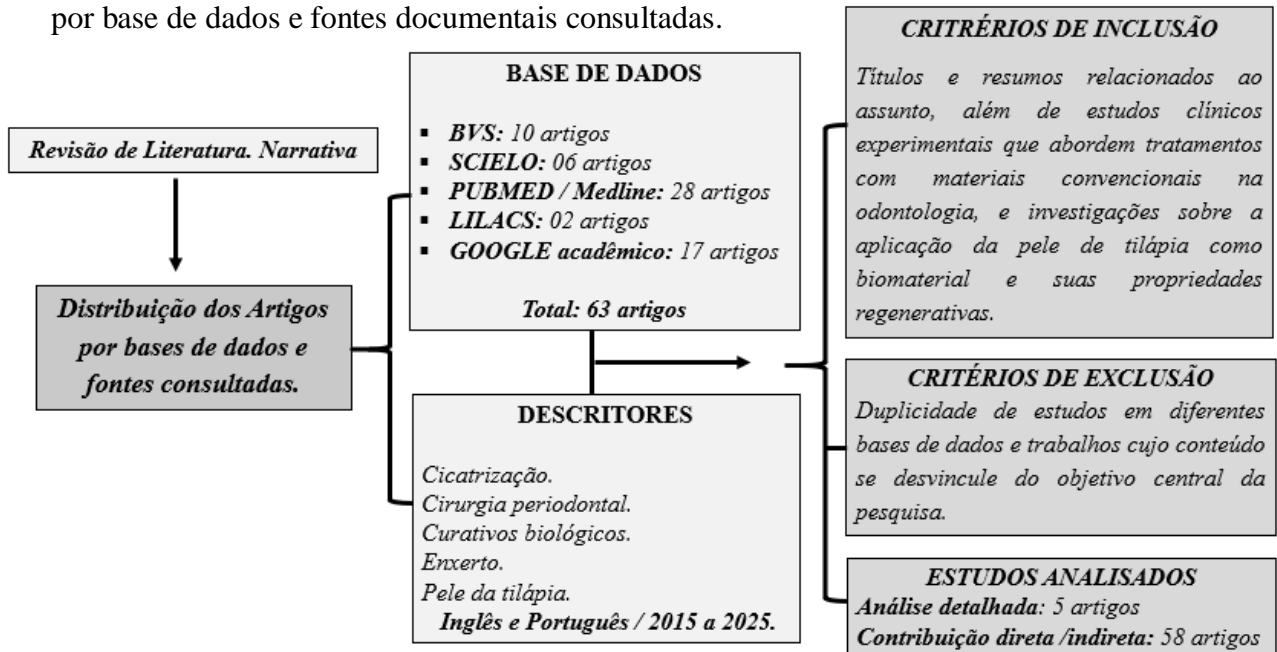 por base de dados e fontes documentais consultadas.
Revisão de Literatura. Narrativa
Distribuição dos Artigos
por bases de dados e
fontes consultadas.
BASE DE DADOS
▪ BVS: 10 artigos
▪ SCIELO: 06 artigos
▪ PUBMED / Medline: 28 artigos
▪ LILACS: 02 artigos
▪ GOOGLE acadêmico: 17 artigos
Total: 63 artigos
DESCRITORES
Cicatrização.
Cirurgia periodontal.
Curativos biológicos.
Enxerto.
Pele da tilápia.
Inglês e Português / 2015 a 2025.
CRITRÉRIOS DE INCLUSÃO
Títulos e resumos relacionados ao
assunto, além de estudos clínicos
experimentais que abordem tratamentos
com materiais convencionais na
odontologia, e investigações sobre a
aplicação da pele de tilápia como
biomaterial e suas propriedades
regenerativas.
CRITÉRIOS DE EXCLUSÃO
Duplicidade de estudos em diferentes
bases de dados e trabalhos cujo conteúdo
se desvincule do objetivo central da
pesquisa.
ESTUDOS ANALISADOS
Análise detalhada: 5 artigos
Contribuição direta /indireta: 58 artigos